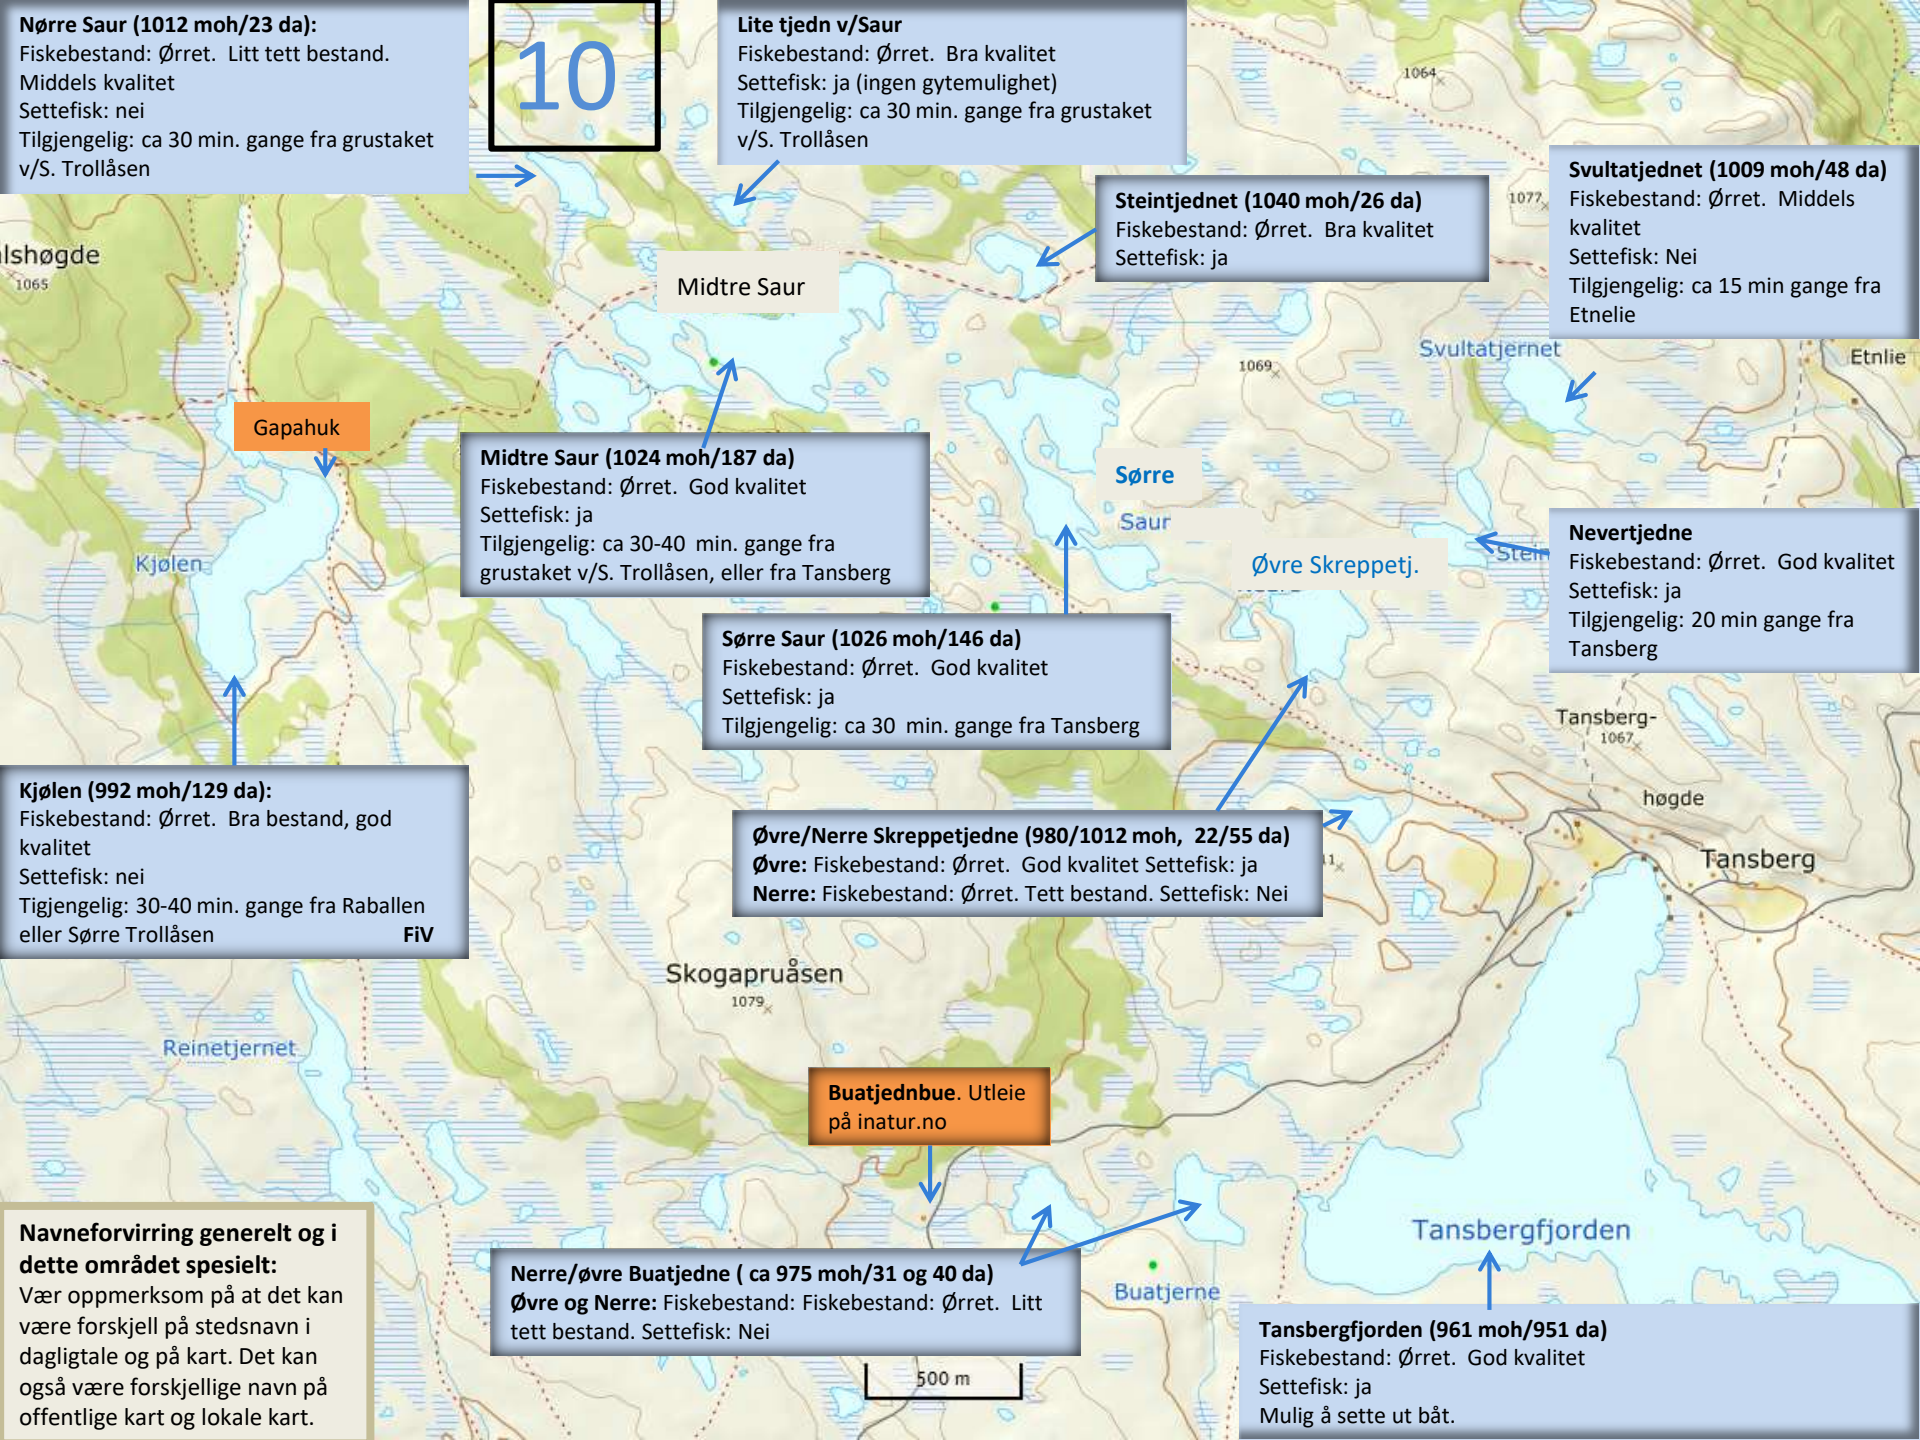 Nørre Saur (1012 moh/23 da):
Fiskebestand: Ørret.  Litt tett bestand.
Middels kvalitet
Settefisk: nei
Tilgjengelig: ca 30 min. gange fra grustaket
v/S. Trollåsen
10
Lite tjedn v/Saur
Fiskebestand: Ørret.  Bra kvalitet
Settefisk: ja (ingen gytemulighet)
Tilgjengelig: ca 30 min. gange fra grustaket
v/S. Trollåsen
1064
Steintjednet (1040 moh/26 da)
Fiskebestand: Ørret.  Bra kvalitet
Settefisk: ja
1077
Svultatjednet (1009 moh/48 da)
Fiskebestand: Ørret.  Middels
kvalitet
Settefisk: Nei
Tilgjengelig: ca 15 min gange fra
Etnelie
lshøgde
1065
Midtre Saur
Svultatjernet
Etnlie
1069
Gapahuk
Midtre Saur (1024 moh/187 da)
Fiskebestand: Ørret.  God kvalitet
Settefisk: ja
Tilgjengelig: ca 30-40  min. gange fra
grustaket v/S. Trollåsen, eller fra Tansberg
Sørre
Saur
Øvre Skreppetj.
Stein
Nevertjedne
Fiskebestand: Ørret.  God kvalitet
Settefisk: ja
Tilgjengelig: 20 min gange fra
Tansberg
Kjølen
Sørre Saur (1026 moh/146 da)
Fiskebestand: Ørret.  God kvalitet
Settefisk: ja
Tilgjengelig: ca 30  min. gange fra Tansberg
Tansberg-
1067
høgde
Kjølen (992 moh/129 da):
Fiskebestand: Ørret.  Bra bestand, god
kvalitet
Settefisk: nei
Tigjengelig: 30-40 min. gange fra Raballen
eller Sørre Trollåsen FiV
Øvre/Nerre Skreppetjedne (980/1012 moh,  22/55 da)
Øvre: Fiskebestand: Ørret.  God kvalitet Settefisk: ja
Nerre: Fiskebestand: Ørret. Tett bestand. Settefisk: Nei
Tansberg
Skogapruåsen
1079
Reinetjernet
Buatjednbue. Utleie
på inatur.no
Tansbergfjorden
Navneforvirring generelt og i
dette området spesielt:
Vær oppmerksom på at det kan
være forskjell på stedsnavn i
dagligtale og på kart. Det kan
også være forskjellige navn på
offentlige kart og lokale kart.
Nerre/øvre Buatjedne ( ca 975 moh/31 og 40 da)
Øvre og Nerre: Fiskebestand: Fiskebestand: Ørret.  Litt
tett bestand. Settefisk: Nei
Buatjerne
500 m
Tansbergfjorden (961 moh/951 da)
Fiskebestand: Ørret.  God kvalitet
Settefisk: ja
Mulig å sette ut båt.